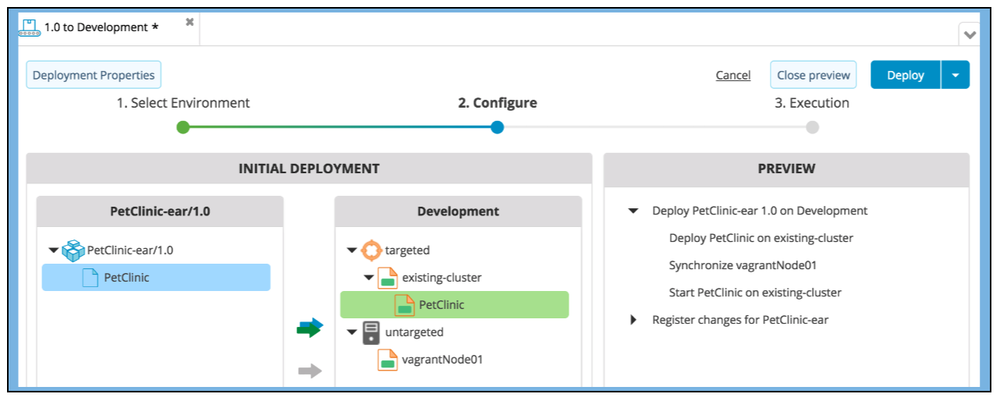 1.0 to Development *
Deployment Properties
Cancel
Close preview
Deploy
1. Select Environment
2. Configure
3. Execution
INITIAL DEPLOYMENT
PetClinic-ear/1.0
PetClinic-ear/1.0
PetClinic
Development
targeted
existing-cluster
PetClinic
untargeted
vagrantNode01
PREVIEW
Deploy PetClinic-ear 1.0 on Development
Deploy PetClinic on existing-cluster
Synchronize vagrantNode01
Start PetClinic on existing-cluster
Register changes for PetClinic-ear